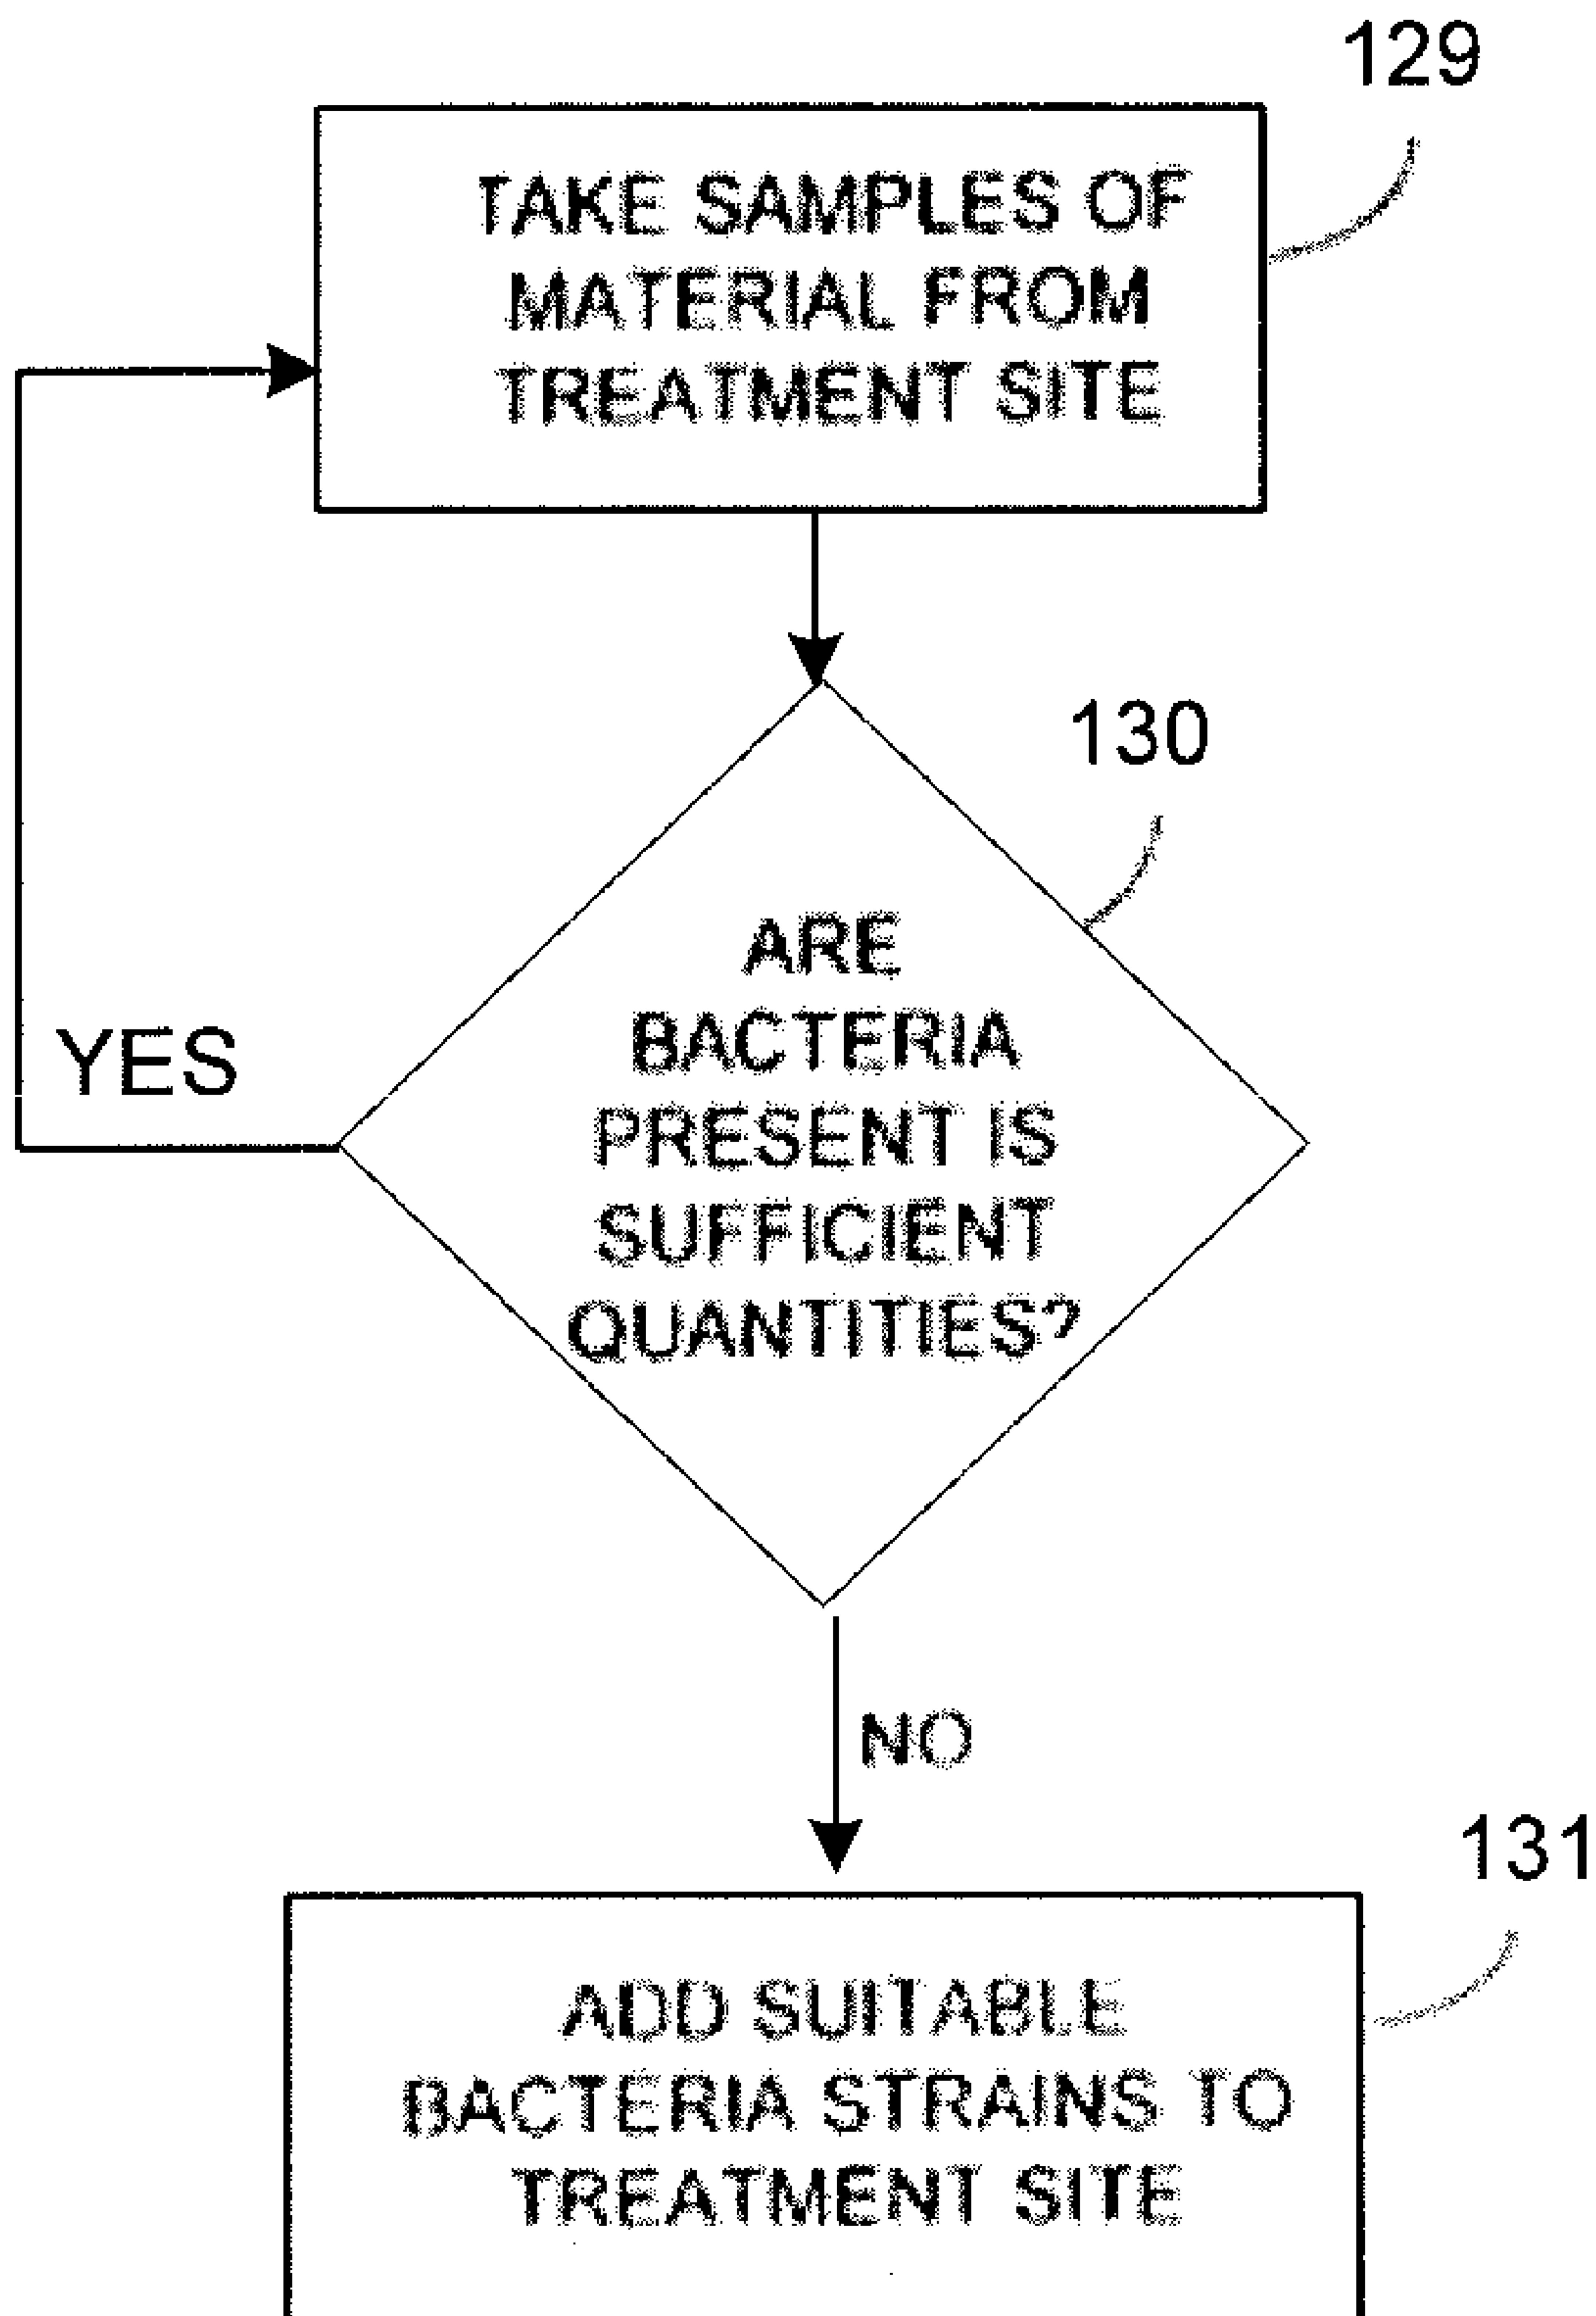 129
TAKE SAMPLES OF
MATERIAL FROM
TREATMENT SITE
130
ARE
BACTERIA
PRESENT IS
SUFFICIENT
QUANTITIES?
YES
NO
131
ADD SUITABLE
BACTERIA STRAINS TO
TREATMENT SITE